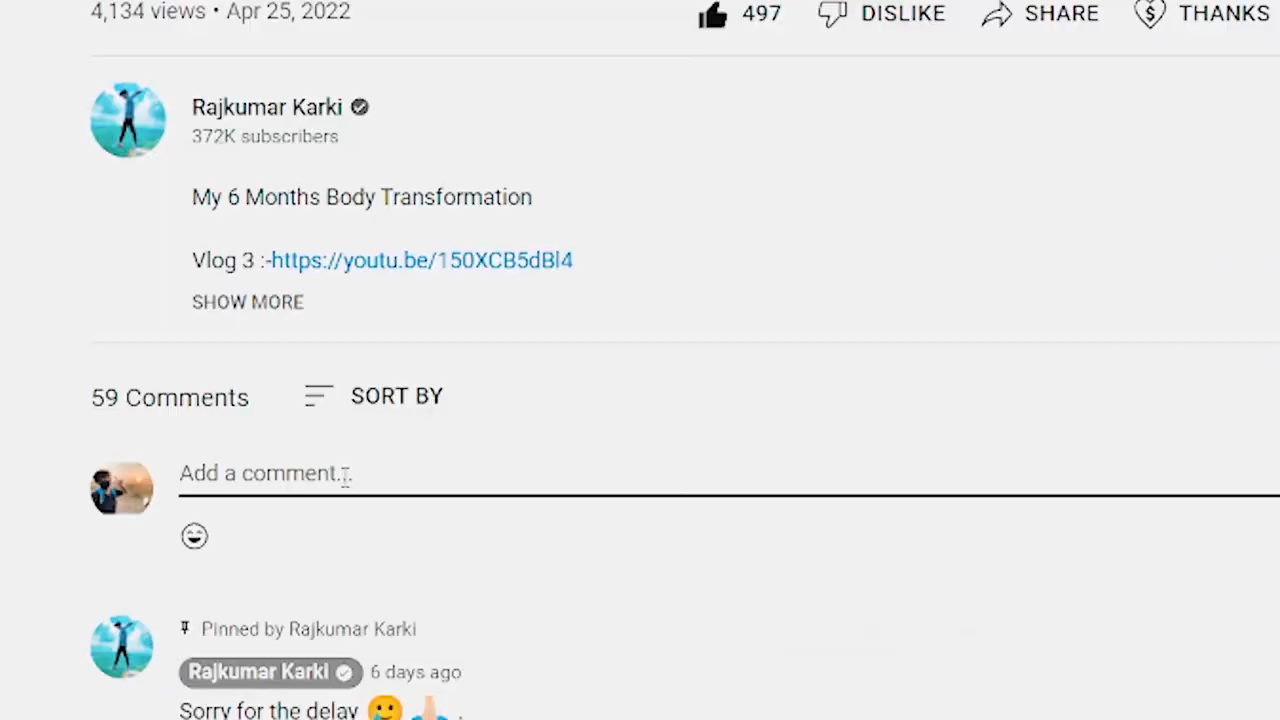 4,134 views • Apr 25, 2022
497 DISLIKE SHARE THANKS
Rajkumar Karki
372K subscribers
My 6 Months Body Transformation
Vlog 3 :-https://youtu.be/150XCB5dBl4
SHOW MORE
59 Comments SORT BY
Add a comment...
Pinned by Rajkumar Karki
Rajkumar Karki 6 days ago
Sorry for the delay 🥲🙏🏻